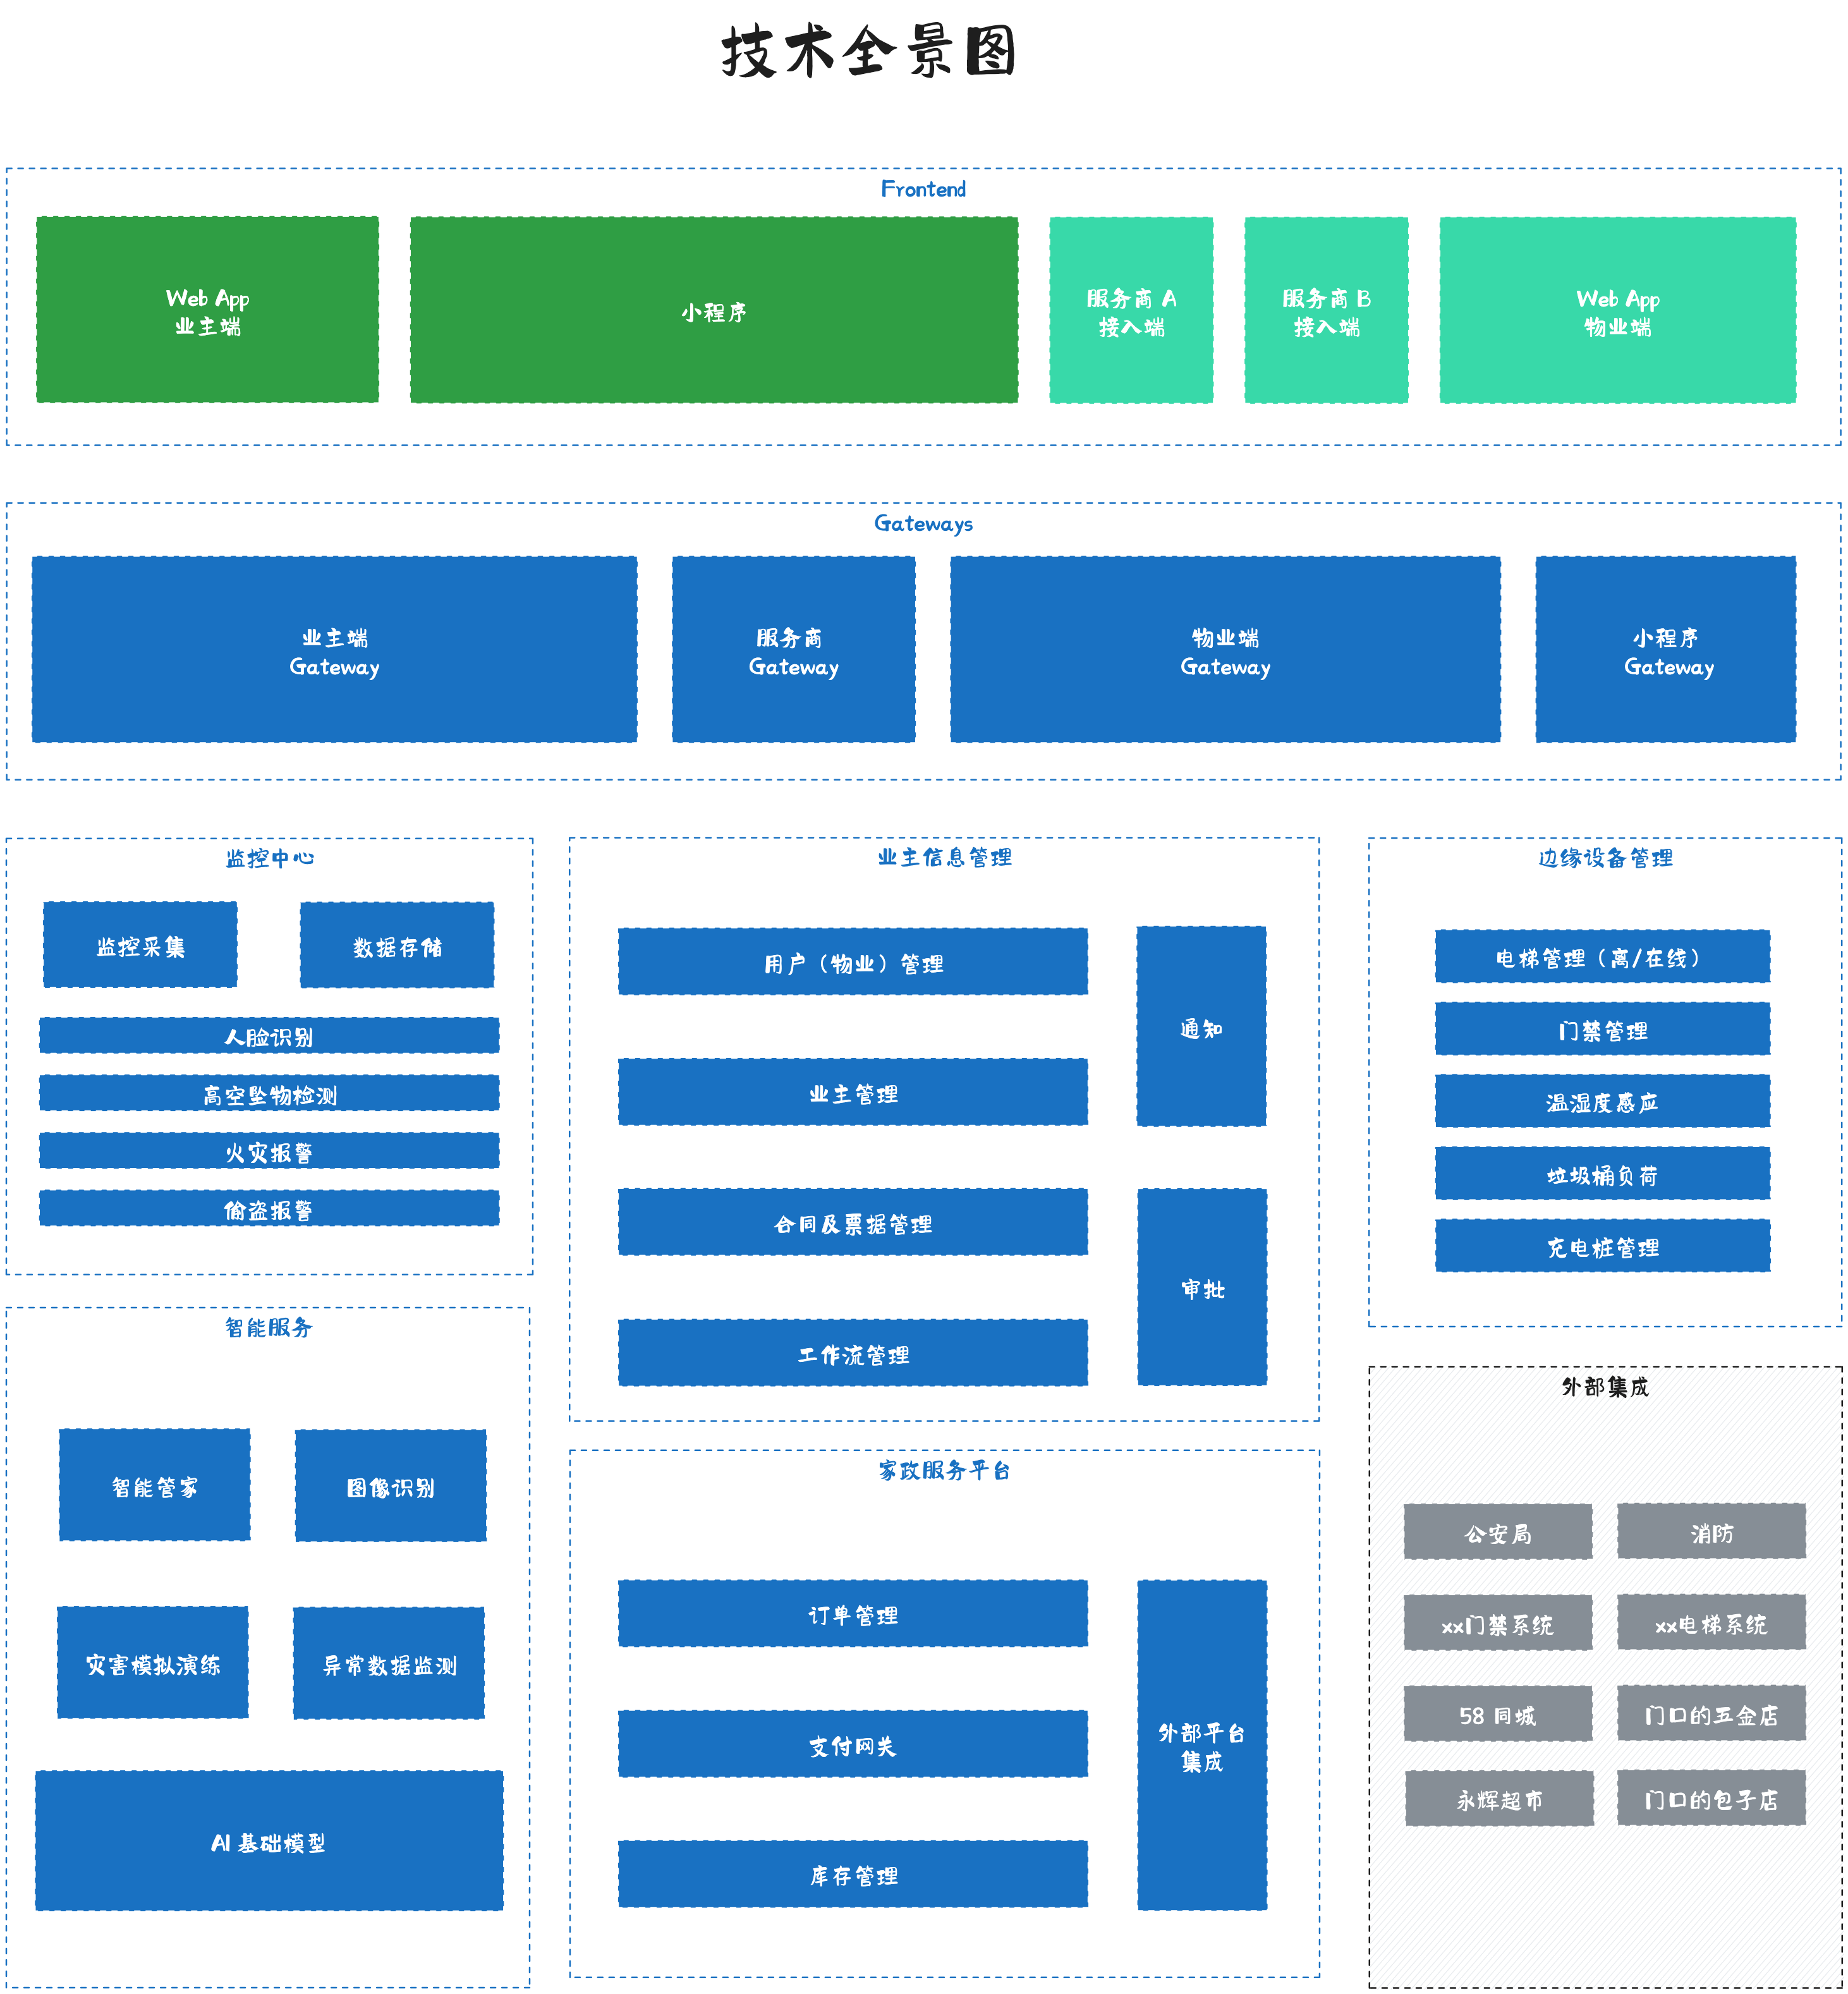 技术全景图
Frontend
Web App
业主端
小程序
服务商 A
接入端
服务商 B
接入端
Web App
物业端
Gateways
业主端
Gateway
服务商
Gateway
物业端
Gateway
小程序
Gateway
监控中心
监控采集
数据存储
人脸识别
高空坠物检测
火灾报警
偷盗报警
业主信息管理
用户（物业）管理
业主管理
合同及票据管理
工作流管理
通知
审批
边缘设备管理
电梯管理（离/在线）
门禁管理
温湿度感应
垃圾桶负荷
充电桩管理
智能服务
智能管家
图像识别
灾害模拟演练
异常数据监测
AI 基础模型
家政服务平台
订单管理
支付网关
库存管理
外部平台
集成
外部集成
公安局
消防
xx门禁系统
xx电梯系统
58 同城
门口的五金店
永辉超市
门口的包子店